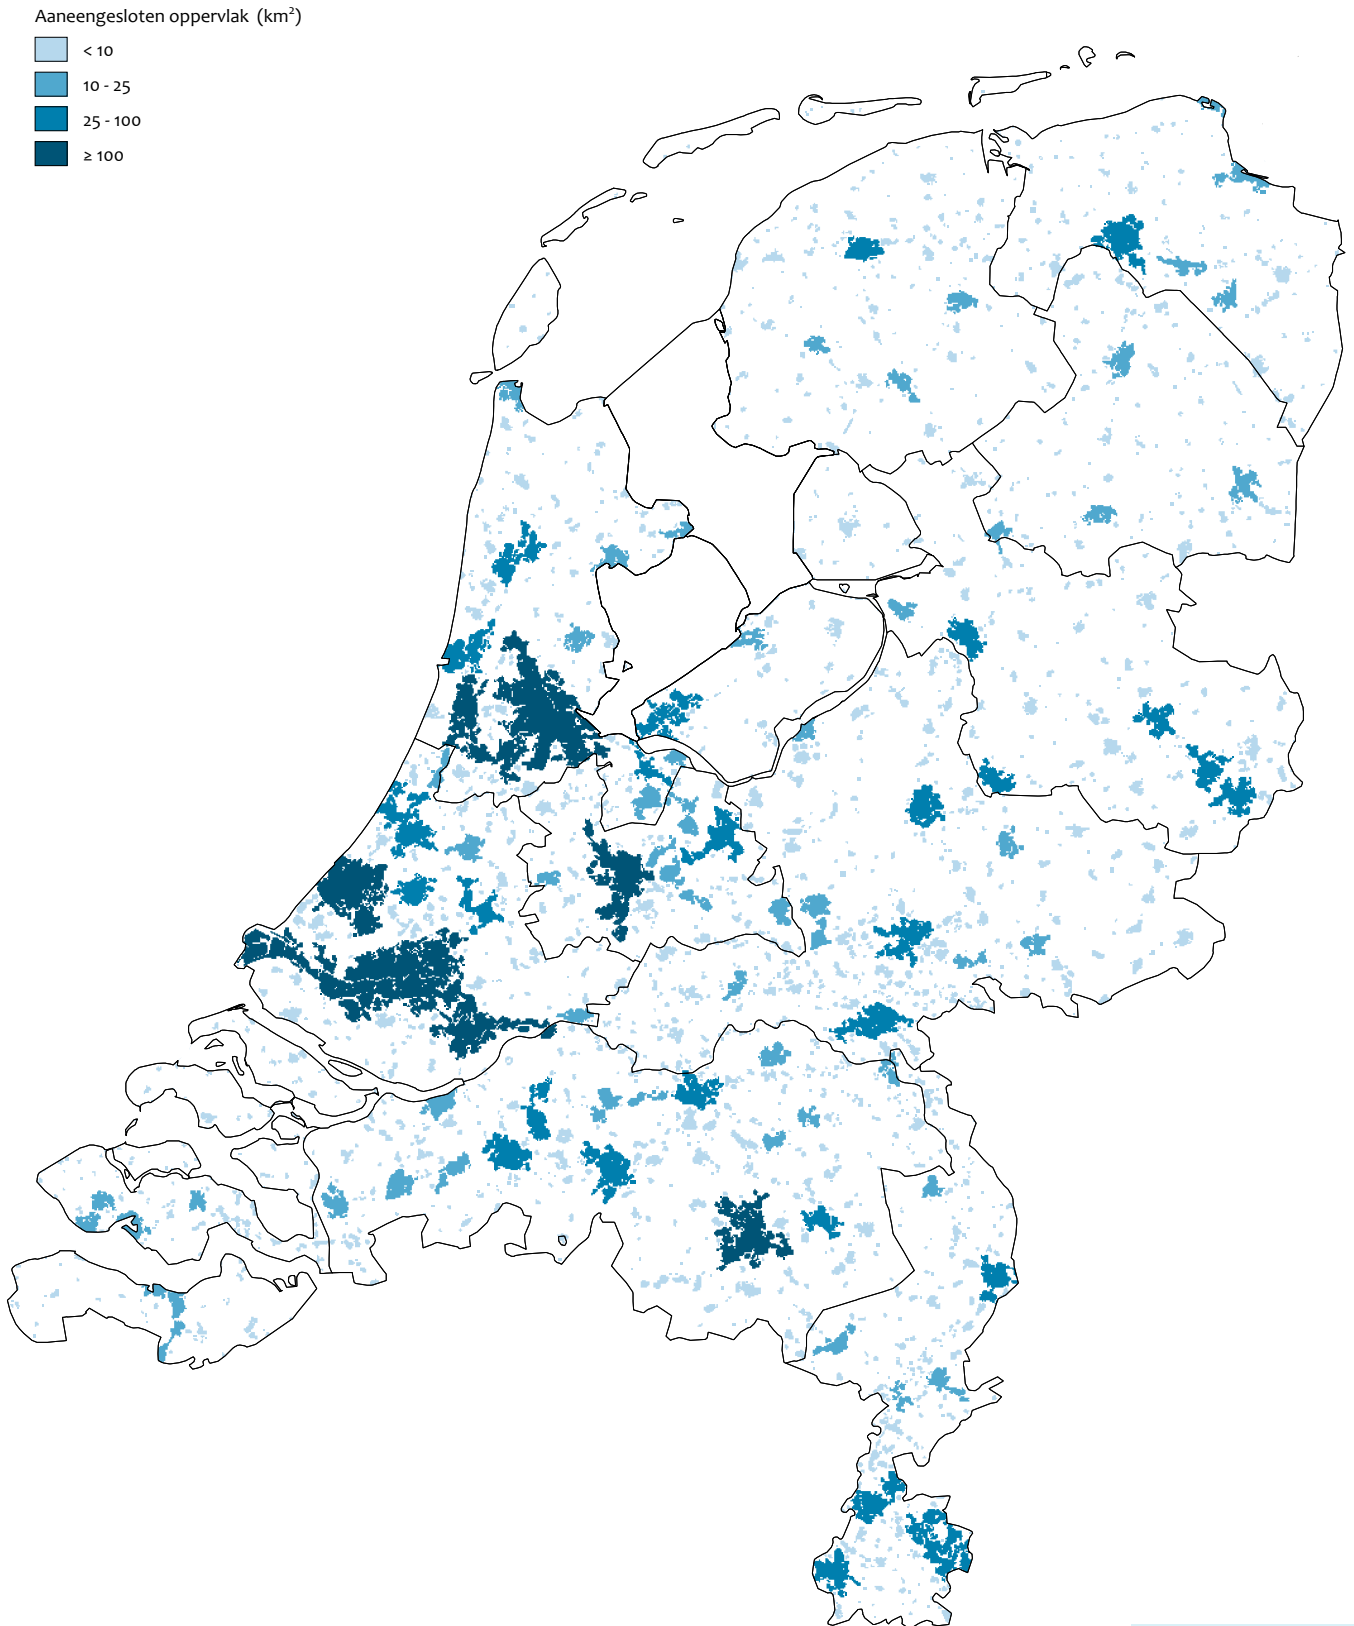 Aaneengesloten oppervlak (km²)
< 10
10 - 25
25 - 100
≥ 100